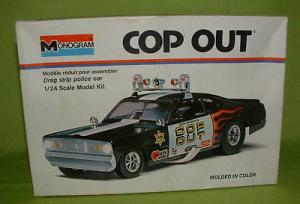 MONOGRAM
COP OUT
Modèle réduit pour assembler
Drag strip police car
1/24 Scale Model Kit
COP
OUT
MOLDED IN COLOR